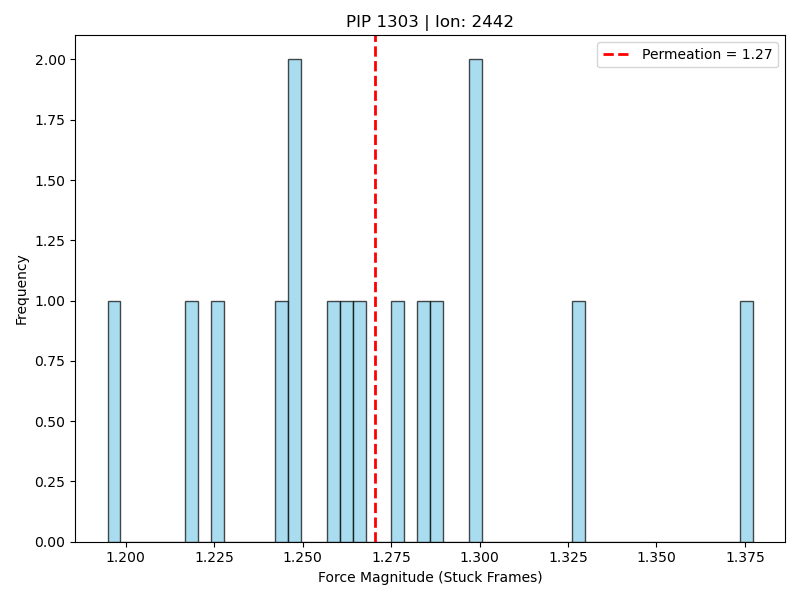 PIP 1303 | Ion: 2442
Permeation = 1.27
Frequency
2.00
1.75
1.50
1.25
1.00
0.75
0.50
0.25
0.00
1.200 1.225 1.250 1.275 1.300 1.325 1.350 1.375
Force Magnitude (Stuck Frames)